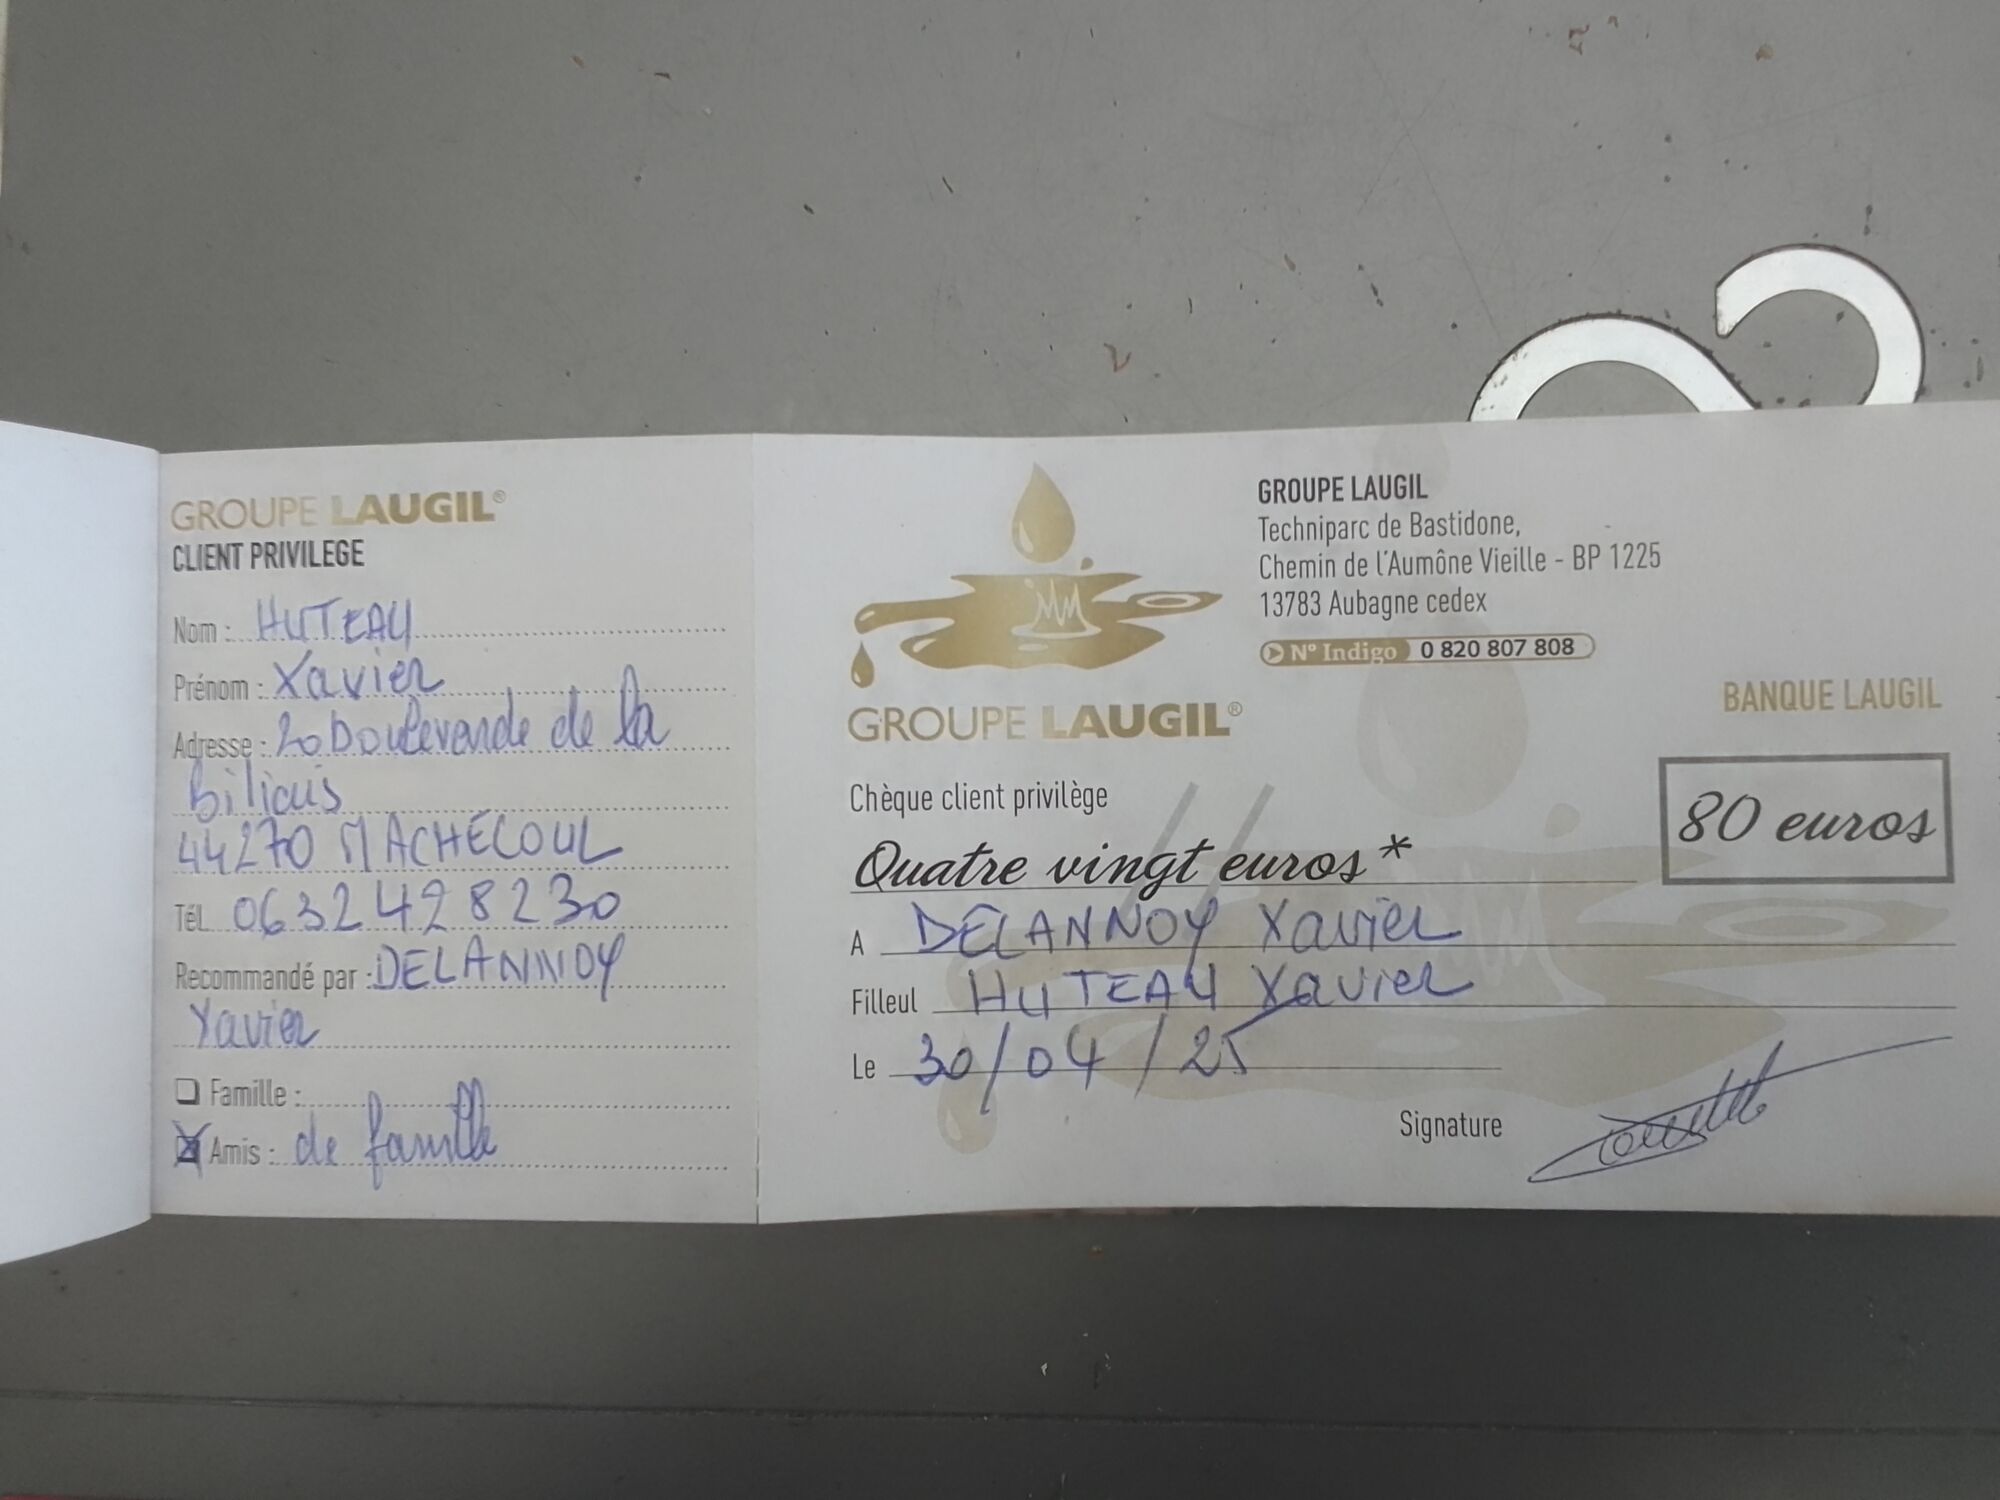 GROUPE LAUGIL®
CLIENT PRIVILEGE
Nom : HUTEAU
Prénom : Xavier
Adresse : 20 boulevarde de la
biliais
44270 MACHECOUL
Tél. 0632428230
Recommandé par : DELANNOY
Xavier
Famille :
Amis : de famille
GROUPE LAUGIL
Techniparc de Bastidone,
Chemin de l'Aumône Vieille - BP 1225
13783 Aubagne cedex
N° Indigo 0 820 807 808
GROUPE LAUGIL®
BANQUE LAUGIL
Chèque client privilège
80 euros
Quatre vingt euros*
A DELANNOY Xavier
Filleul HUTEAU Xavier
Le 30/04/25
Signature